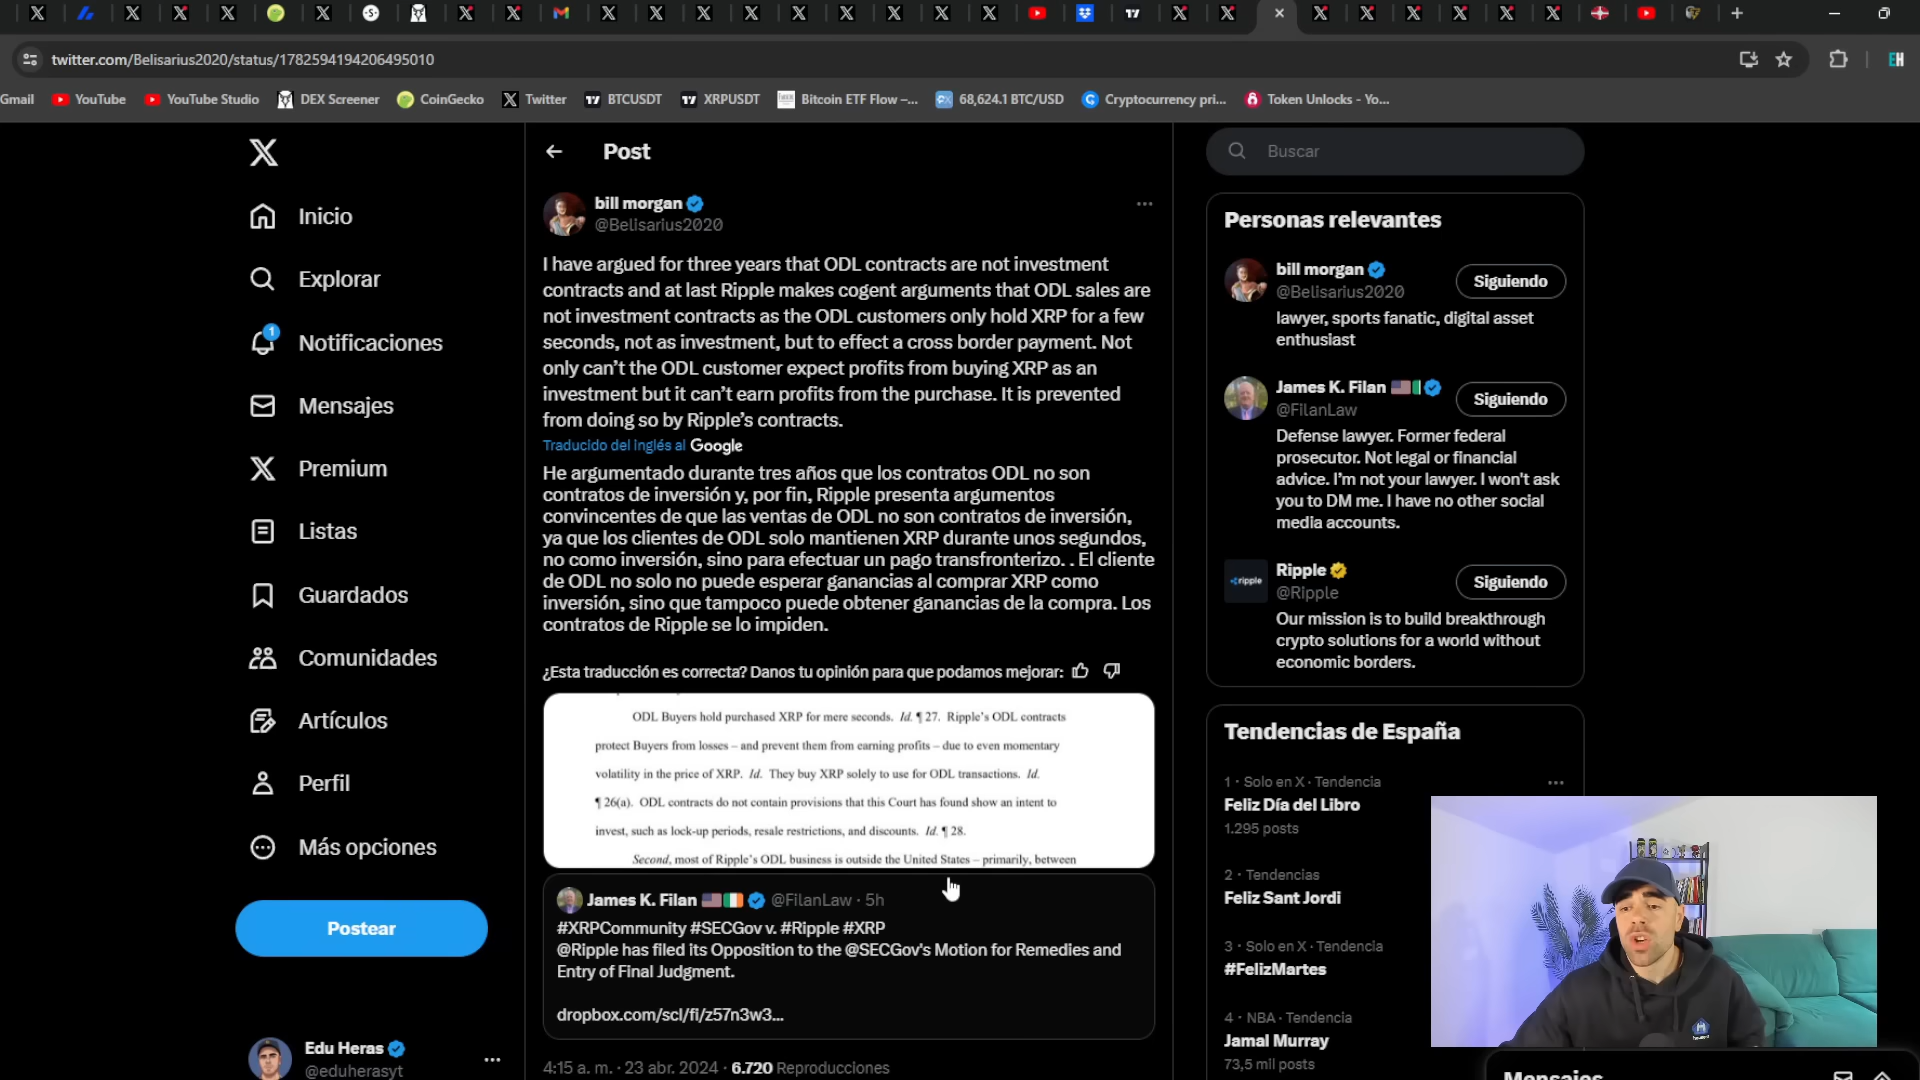 twitter.com/Belisarius2020/status/1782594194206495010
Gmail
YouTube
YouTube Studio
DEX Screener
CoinGecko
Twitter
BTCUSDT
XRPUSDT
Bitcoin ETF Flow –...
68,624.1 BTC/USD
Cryptocurrency pri...
Token Unlocks - Yo...
EH
Inicio
Explorar
1
Notificaciones
Mensajes
Premium
Listas
Guardados
Comunidades
Artículos
Perfil
Más opciones
Postear
Edu Heras
@eduherasyt
Post
bill morgan
@Belisarius2020
I have argued for three years that ODL contracts are not investment
contracts and at last Ripple makes cogent arguments that ODL sales are
not investment contracts as the ODL customers only hold XRP for a few
seconds, not as investment, but to effect a cross border payment. Not
only can’t the ODL customer expect profits from buying XRP as an
investment but it can’t earn profits from the purchase. It is prevented
from doing so by Ripple’s contracts.
Traducido del inglés al Google
He argumentado durante tres años que los contratos ODL no son
contratos de inversión y, por fin, Ripple presenta argumentos
convincentes de que las ventas de ODL no son contratos de inversión,
ya que los clientes de ODL solo mantienen XRP durante unos segundos,
no como inversión, sino para efectuar un pago transfronterizo. . El cliente
de ODL no solo no puede esperar ganancias al comprar XRP como
inversión, sino que tampoco puede obtener ganancias de la compra. Los
contratos de Ripple se lo impiden.
¿Esta traducción es correcta? Danos tu opinión para que podamos mejorar:
ODL Buyers hold purchased XRP for mere seconds. Id. ¶ 27. Ripple’s ODL contracts
protect Buyers from losses – and prevent them from earning profits – due to even momentary
volatility in the price of XRP. Id. They buy XRP solely to use for ODL transactions. Id.
¶ 26(a). ODL contracts do not contain provisions that this Court has found show an intent to
invest, such as lock-up periods, resale restrictions, and discounts. Id. ¶ 28.
Second, most of Ripple’s ODL business is outside the United States – primarily, between
James K. Filan @FilanLaw · 5h
#XRPCommunity #SECGov v. #Ripple #XRP
@Ripple has filed its Opposition to the @SECGov's Motion for Remedies and
Entry of Final Judgment.
dropbox.com/scl/fi/z57n3w3...
4:15 a. m. · 23 abr. 2024 · 6.720 Reproducciones
Buscar
Personas relevantes
bill morgan
@Belisarius2020
Siguiendo
lawyer, sports fanatic, digital asset
enthusiast
James K. Filan
@FilanLaw
Siguiendo
Defense lawyer. Former federal
prosecutor. Not legal or financial
advice. I’m not your lawyer. I won't ask
you to DM me. I have no other social
media accounts.
ripple
Ripple
@Ripple
Siguiendo
Our mission is to build breakthrough
crypto solutions for a world without
economic borders.
Tendencias de España
1 · Solo en X · Tendencia
Feliz Día del Libro
1.295 posts
2 · Tendencias
Feliz Sant Jordi
3 · Solo en X · Tendencia
#FelizMartes
4 · NBA · Tendencia
Jamal Murray
73,5 mil posts
Mensajes